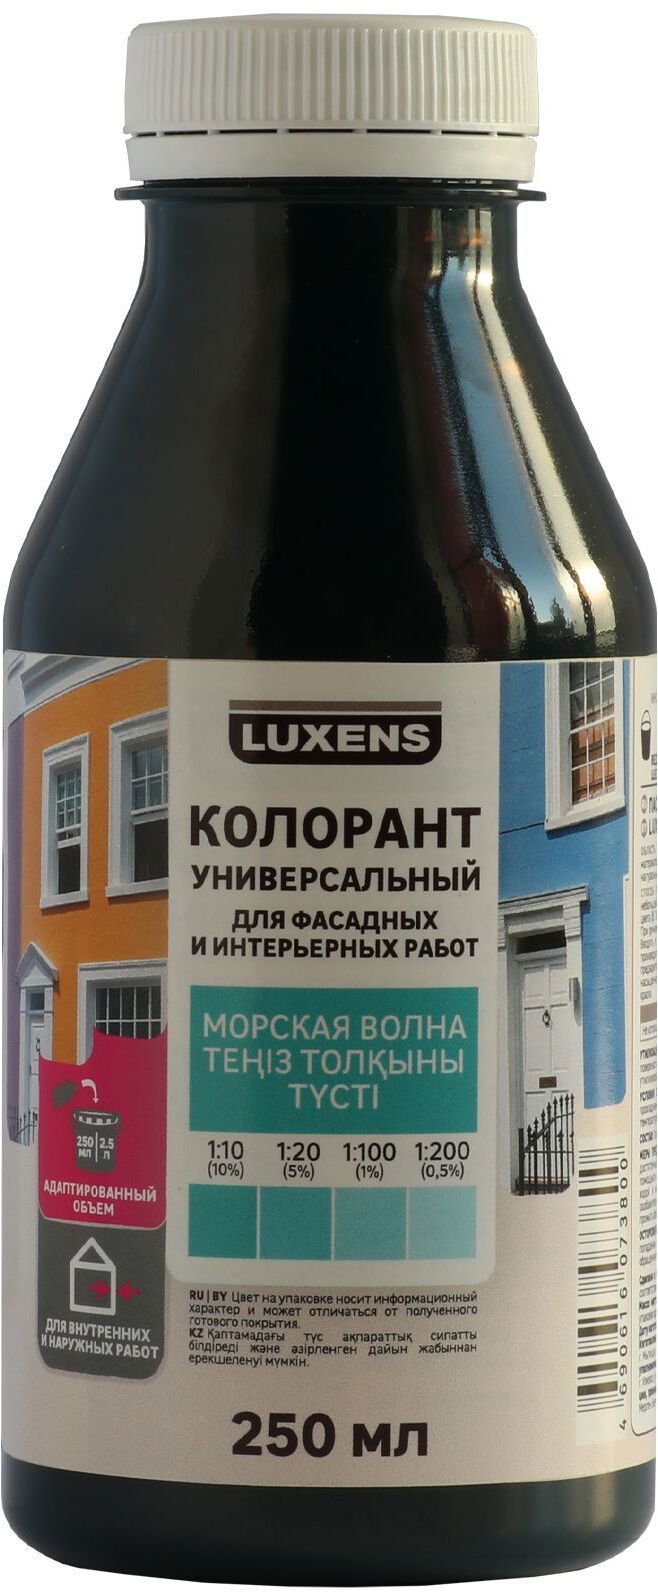 LUXENS
КОЛОРАНТ
УНИВЕРСАЛЬНЫЙ
ДЛЯ ФАСАДНЫХ
И ИНТЕРЬЕРНЫХ РАБОТ
МОРСКАЯ ВОЛНА
ТЕҢІЗ ТОЛҚЫНЫ
ТҮСТІ
1:10 1:20 1:100 1:200
(10%) (5%) (1%) (0,5%)
250 МЛ 2.5 Л
АДАПТИРОВАННЫЙ
ОБЪЕМ
ДЛЯ ВНУТРЕННИХ
И НАРУЖНЫХ РАБОТ
RU | BY Цвет на упаковке носит информационный
характер и может отличаться от полученного
готового покрытия.
KZ Қаптамадағы түс ақпараттық сипатты
білдіреді және әзірленген дайын жабыннан
ерекшеленуі мүмкін.
250 мл
4 690616 073800